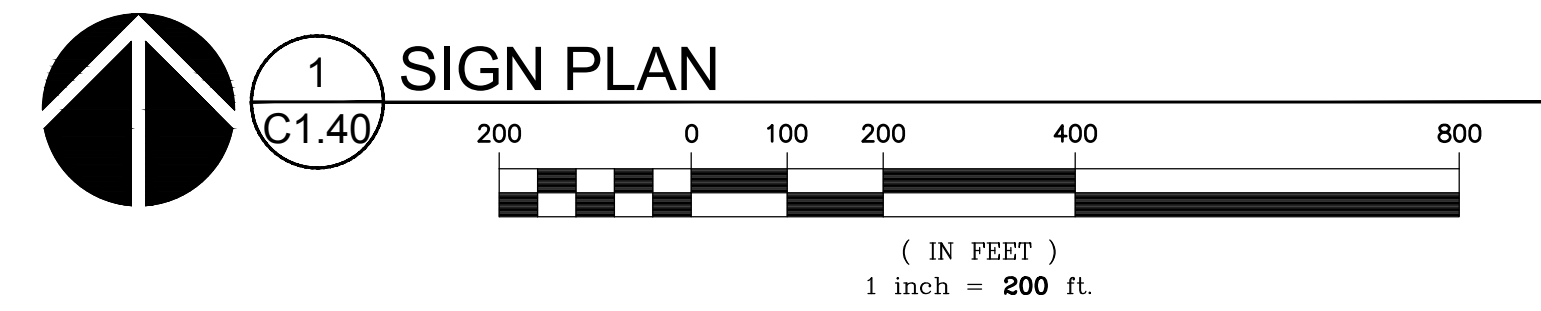 1
SIGN PLAN
C1.40
200 0 100 200 400 800
( IN FEET )
1 inch = 200 ft.